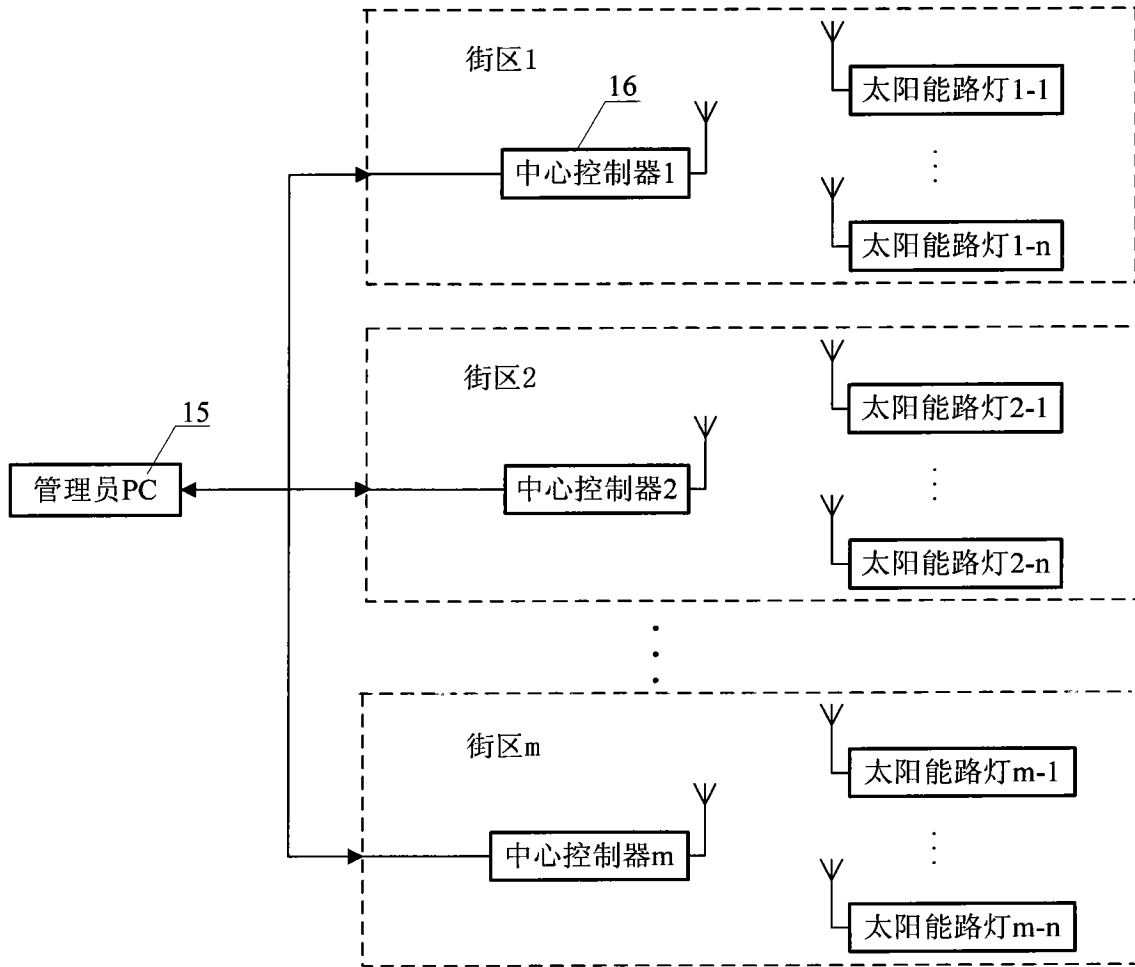 街区1
16
太阳能路灯1-1
中心控制器1
太阳能路灯1-n
街区2
太阳能路灯2-1
15
管理员PC
中心控制器2
太阳能路灯2-n
街区m
太阳能路灯m-1
中心控制器m
太阳能路灯m-n